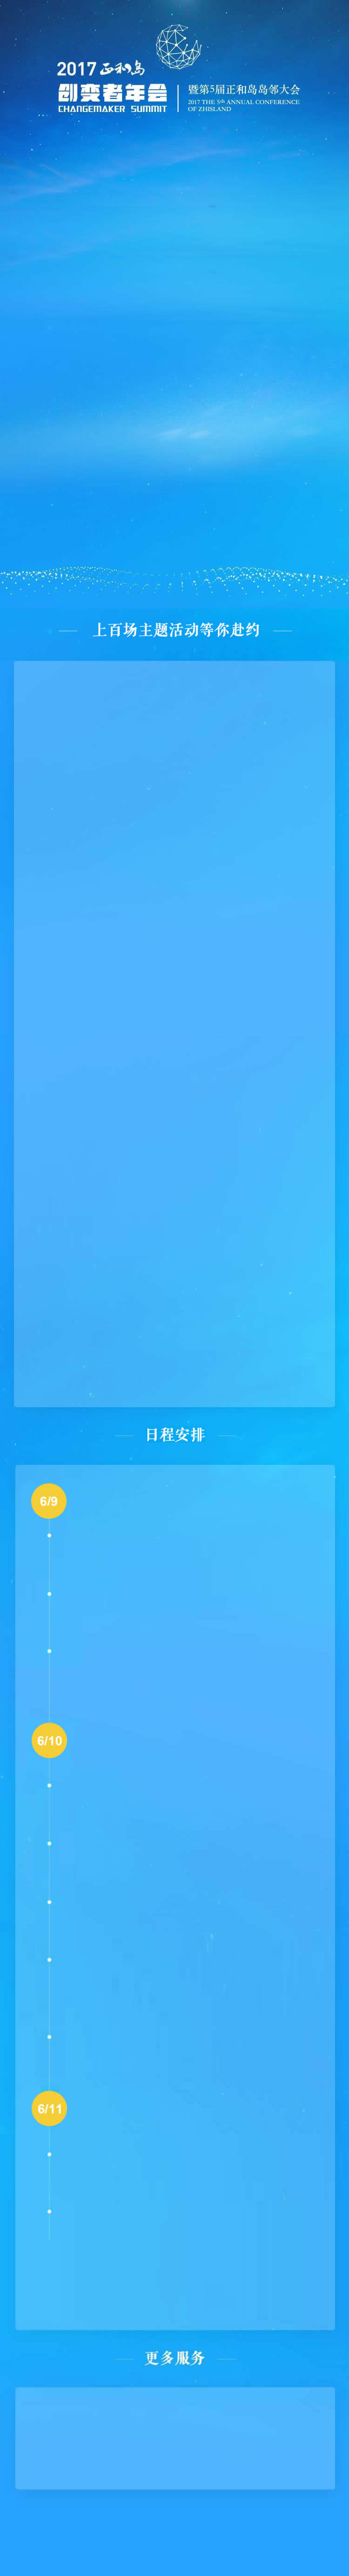 2017 正和岛
创变者年会
CHANGEMAKER SUMMIT
暨第5届正和岛岛邻大会
2017 THE 5th ANNUAL CONFERENCE
OF ZHISLAND
上百场主题活动等你赴约
日程安排
6/9
6/10
6/11
更多服务